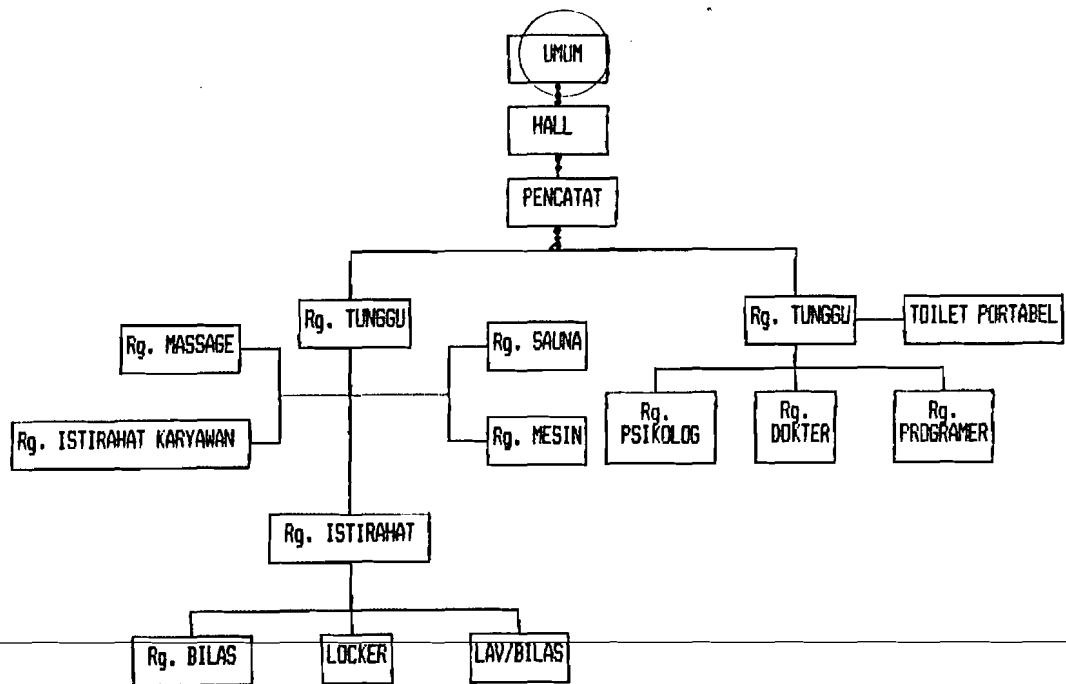 UMUM
HALL
PENCATAT
Rg. TUNGGU
Rg. TUNGGU
TOILET PORTABEL
Rg. MASSAGE
Rg. SAUNA
Rg. ISTIRAHAT KARYAWAN
Rg. MESIN
Rg.
PSIKOLOG
Rg.
DOKTER
Rg.
PROGRAMER
Rg. ISTIRAHAT
Rg. BILAS
LOCKER
LAV/BILAS